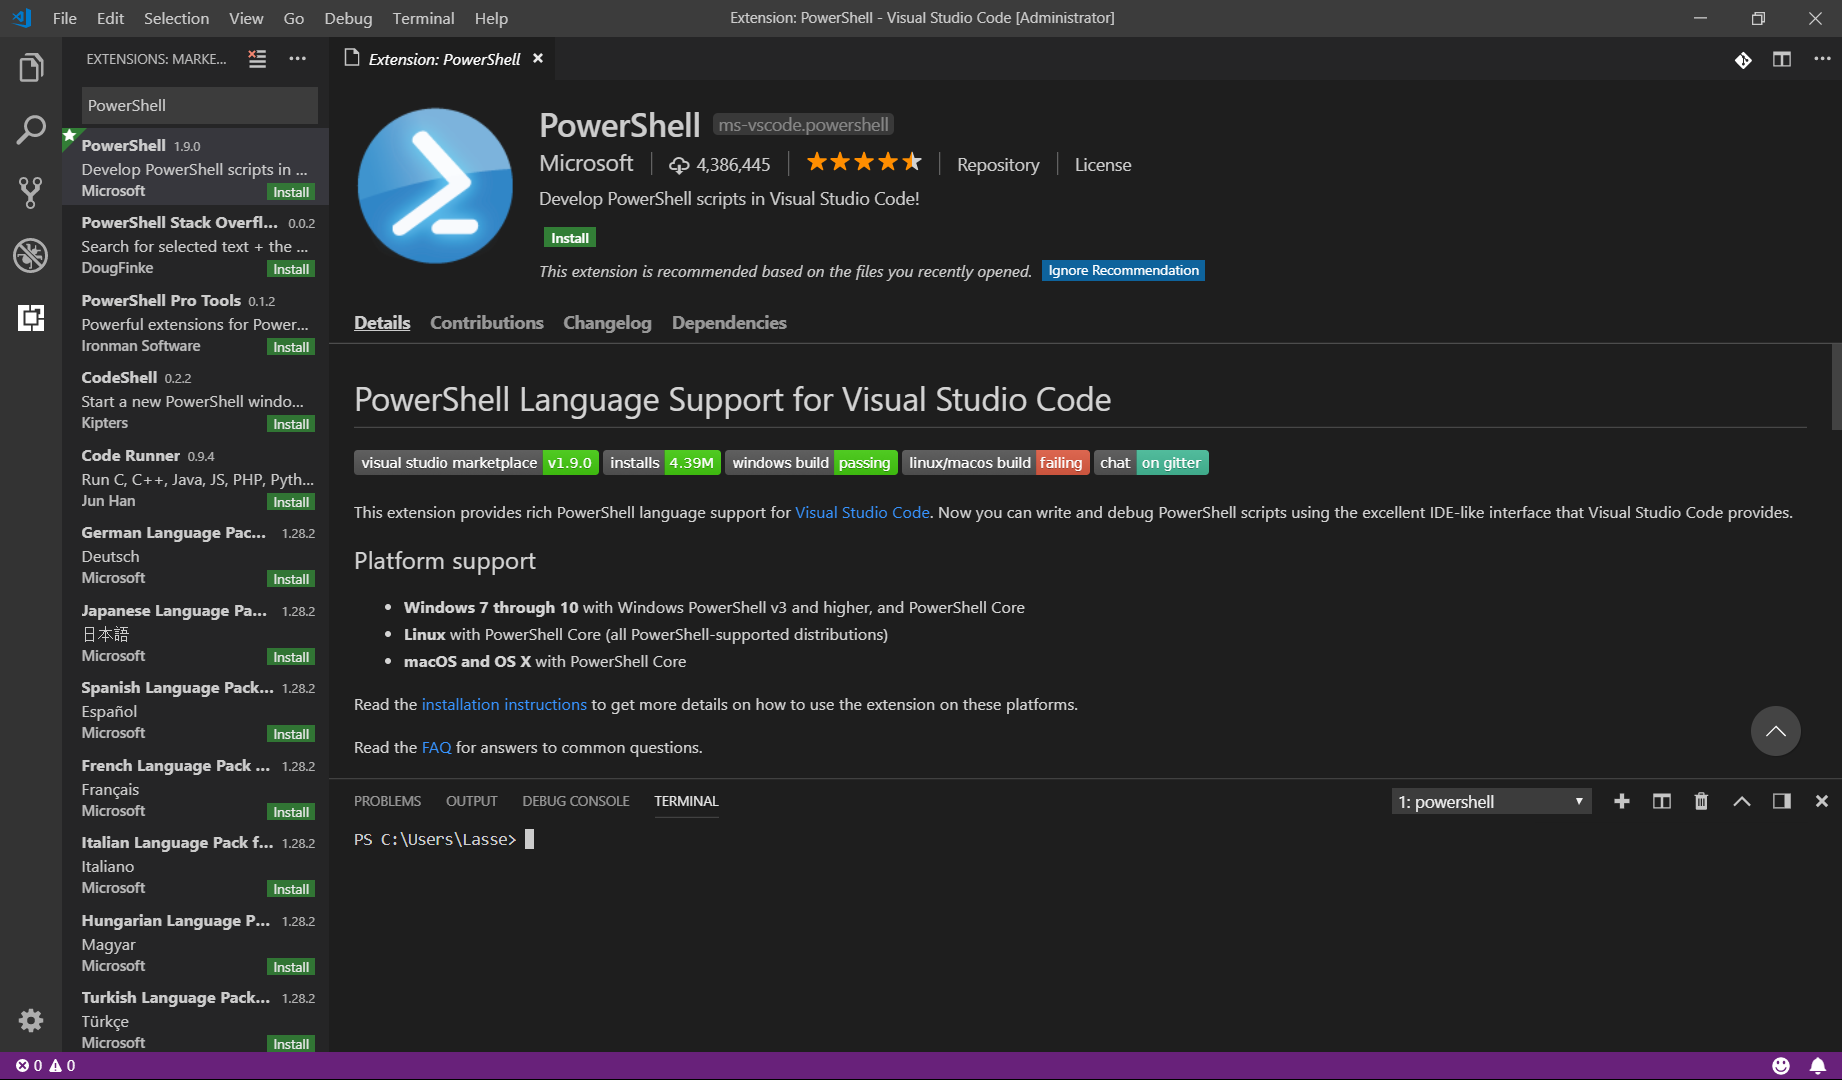 File Edit Selection View Go Debug Terminal Help
Extension: PowerShell - Visual Studio Code [Administrator]
EXTENSIONS: MARKE...
PowerShell
PowerShell 1.9.0
Develop PowerShell scripts in ...
Microsoft Install
PowerShell Stack Overfl... 0.0.2
Search for selected text + the ...
DougFinke Install
PowerShell Pro Tools 0.1.2
Powerful extensions for Power...
Ironman Software Install
CodeShell 0.2.2
Start a new PowerShell windo...
Kipters Install
Code Runner 0.9.4
Run C, C++, Java, JS, PHP, Pyth...
Jun Han Install
German Language Pac... 1.28.2
Deutsch
Microsoft Install
Japanese Language Pa... 1.28.2
日本語
Microsoft Install
Spanish Language Pack... 1.28.2
Español
Microsoft Install
French Language Pack ... 1.28.2
Français
Microsoft Install
Italian Language Pack f... 1.28.2
Italiano
Microsoft Install
Hungarian Language P... 1.28.2
Magyar
Microsoft Install
Turkish Language Pack... 1.28.2
Türkçe
Microsoft Install
Extension: PowerShell
PowerShell ms-vscode.powershell
Microsoft 4,386,445 Repository License
Develop PowerShell scripts in Visual Studio Code!
Install
This extension is recommended based on the files you recently opened. Ignore Recommendation
Details Contributions Changelog Dependencies
PowerShell Language Support for Visual Studio Code
visual studio marketplace v1.9.0 installs 4.39M windows build passing linux/macos build failing chat on gitter
This extension provides rich PowerShell language support for Visual Studio Code. Now you can write and debug PowerShell scripts using the excellent IDE-like interface that Visual Studio Code provides.
Platform support
• Windows 7 through 10 with Windows PowerShell v3 and higher, and PowerShell Core
• Linux with PowerShell Core (all PowerShell-supported distributions)
• macOS and OS X with PowerShell Core
Read the installation instructions to get more details on how to use the extension on these platforms.
Read the FAQ for answers to common questions.
PROBLEMS OUTPUT DEBUG CONSOLE TERMINAL
1: powershell
PS C:\Users\Lasse>
0 0